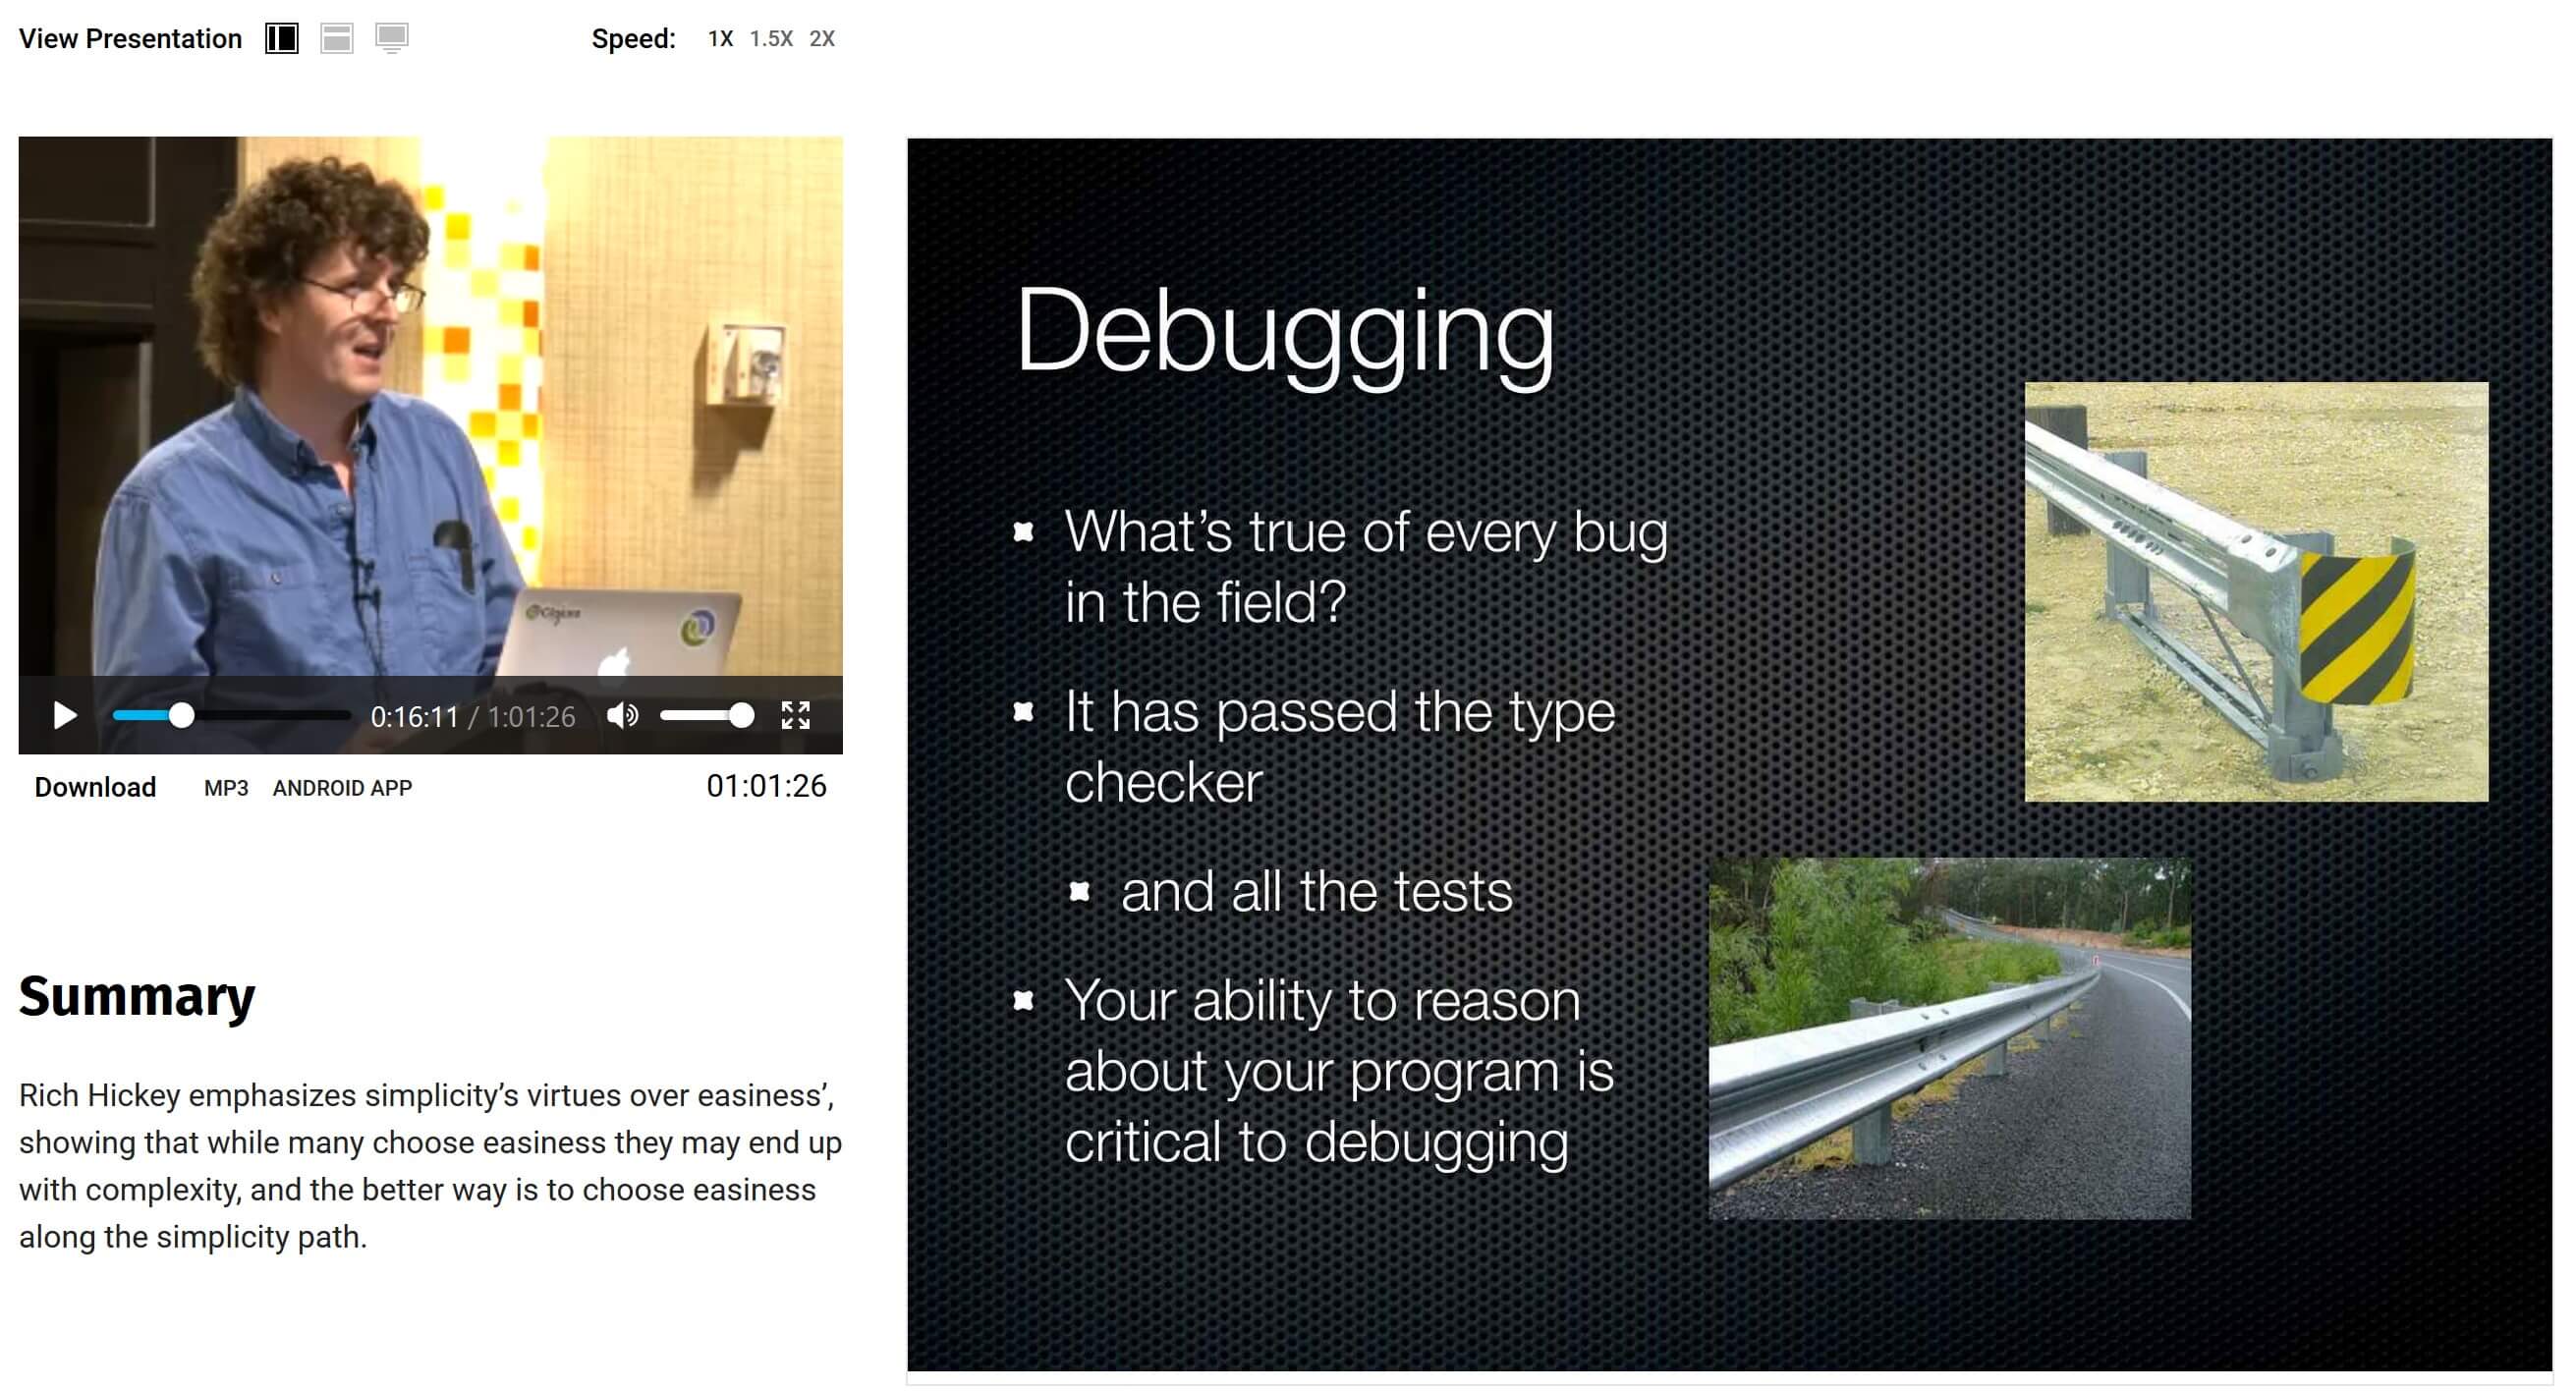 View Presentation
Speed: 1X 1.5X 2X
Clojure
0:16:11 / 1:01:26
Download MP3 ANDROID APP 01:01:26
Summary
Rich Hickey emphasizes simplicity’s virtues over easiness’,
showing that while many choose easiness they may end up
with complexity, and the better way is to choose easiness
along the simplicity path.
Debugging
What’s true of every bug
in the field?
It has passed the type
checker
and all the tests
Your ability to reason
about your program is
critical to debugging